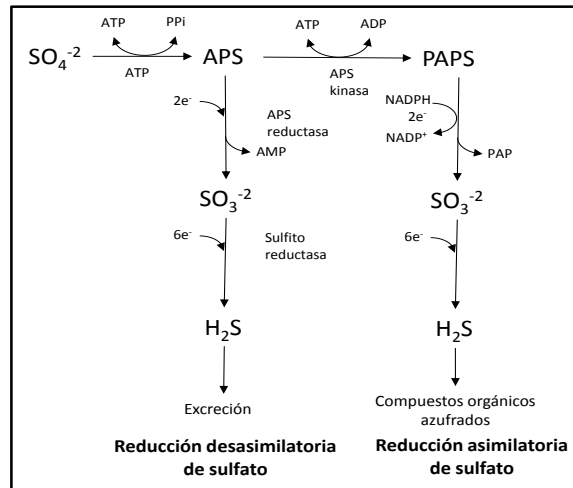 ATP PPi ATP ADP
SO₄⁻² APS PAPS
ATP APS
kinasa
NADPH
2e⁻ 2e⁻
APS
reductasa
NADP⁺
AMP PAP
SO₃⁻² SO₃⁻²
6e⁻ Sulfito
reductasa
6e⁻
H₂S H₂S
Excreción Compuestos orgánicos
azufrados
Reducción desasimilatoria
de sulfato
Reducción asimilatoria
de sulfato